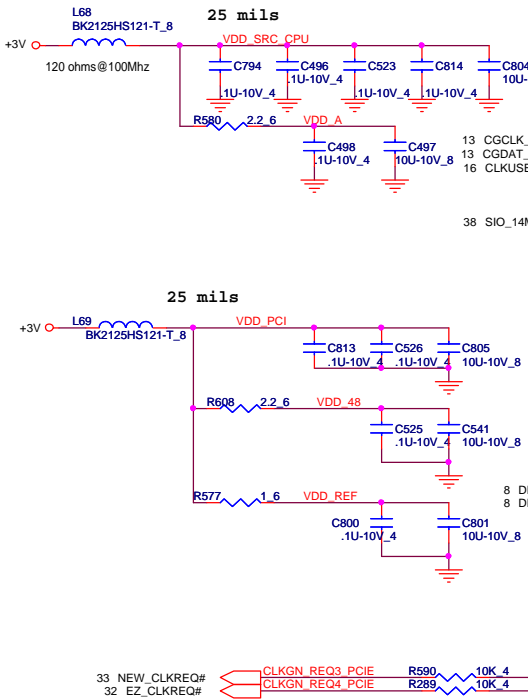 L68
25 mils
BK2125HS121-T_8
+3V
VDD_SRC_CPU
120 ohms@100Mhz
C794
C496
C523
C814
C804
.1U-10V_4
.1U-10V_4
.1U-10V_4
.1U-10V_4
10U-
R580
2.2_6
VDD_A
C498
C497
.1U-10V_4
10U-10V_8
13 CGCLK_
13 CGDAT_
16 CLKUSE
38 SIO_14M
25 mils
L69
+3V
VDD_PCI
BK2125HS121-T_8
C813
C526
C805
.1U-10V_4
.1U-10V_4
10U-10V_8
R608
2.2_6
VDD_48
C525
C541
.1U-10V_4
10U-10V_8
R577
1_6
VDD_REF
8 D
8 D
C800
C801
.1U-10V_4
10U-10V_8
33 NEW_CLKREQ#
CLKGN_REQ3_PCIE
R590
10K_4
32 EZ_CLKREQ#
CLKGN_REQ4_PCIE
R289
10K_4